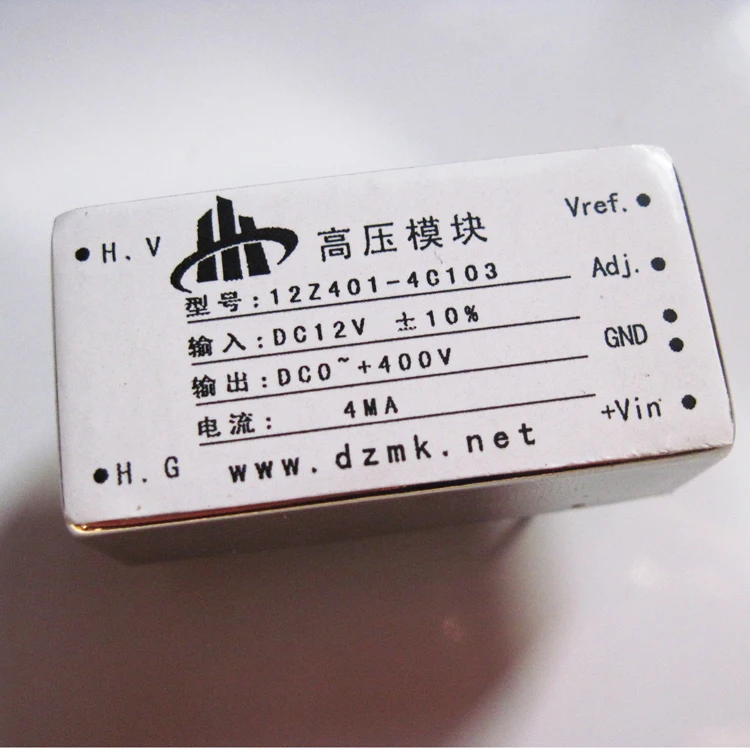 高压模块
型号:12Z401-4C103
输入:DC12V ±10%
输出:DC0~+400V
电流: 4MA
www.dzmk.net
H.V
H.G
Vref.
Adj.
GND
+Vin